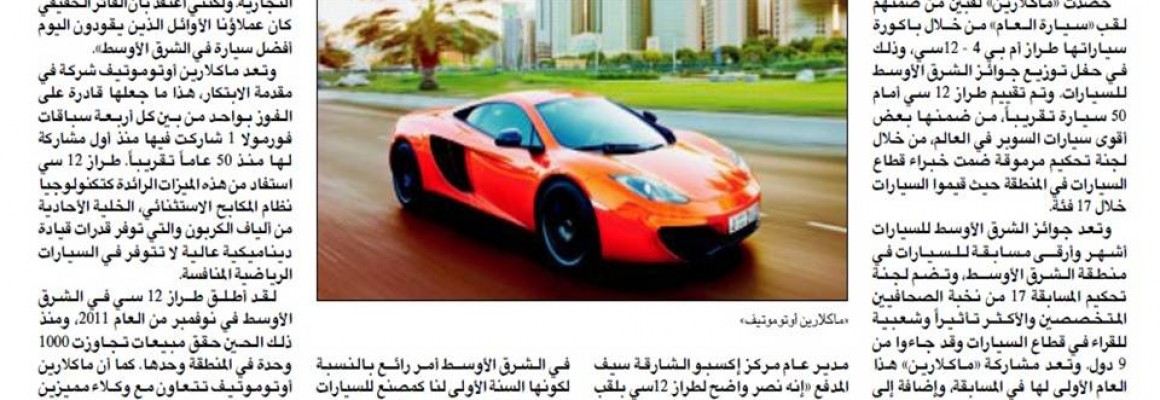 حصدت «ماكلارين» لقبين من ضمنهم
لقب«سيارة العام» من خلال باكورة
سياراتها طراز أم بي 4 - 12سي، وذلك
في حفل توزيع جوائز الشرق الأوسط
للسيارات. وتم تقييم طراز 12 سي أمام
50 سيارة تقريباً، من ضمنها بعض
أقوى سيارات السوبر في العالم، من خلال
لجنة تحكيم مرموقة ضمت خبراء قطاع
السيارات في المنطقة حيث قيموا السيارات
خلال 17 فئة.
وتعد جوائز الشرق الأوسط للسيارات
أشهر وأرقى مسابقة للسيارات في
منطقة الشرق الأوسط، وتضم لجنة
تحكيم المسابقة 17 من نخبة الصحافيين
المتخصصين والأكثر تأثيراً وشعبية
للقراء في قطاع السيارات وقد جاءوا من
9 دول. وتعد مشاركة «ماكلارين» هذا
العام الأولى لها في المسابقة، وإضافة إلى
«ماكلارين أوتوموتيف»
مدير عام مركز إكسبو الشارقة سيف
المدفع «إنه نصر واضح لطراز 12سي بلقب
في الشرق الأوسط أمر رائع بالنسبة
لكونها السنة الأولى لنا كمصنع للسيارات
التجارية. ولكنني أعتقد بأن الفائز الحقيقي
كان عملاؤنا الأوائل الذين يقودون اليوم
أفضل سيارة في الشرق الأوسط».
وتعد ماكلارين أوتوموتيف شركة في
مقدمة الابتكار، هذا ما جعلها قادرة على
الفوز بواحد من بين كل أربعة سباقات
فورمولا 1 شاركت فيها منذ أول مشاركة
لها منذ 50 عاماً تقريباً. طراز 12 سي
استفاد من هذه الميزات الرائدة كتكنولوجيا
نظام المكابح الاستثنائي، الخلية الأحادية
من ألياف الكربون والتي توفر قدرات قيادة
ديناميكية عالية لا تتوفر في السيارات
الرياضية المنافسة.
لقد أطلق طراز 12 سي في الشرق
الأوسط في نوفمبر من العام 2011، ومنذ
ذلك الحين حقق مبيعات تجاوزت 1000
وحدة في المنطقة وحدها. كما أن ماكلارين
أوتوموتيف تتعاون مع وكلاء مميزين